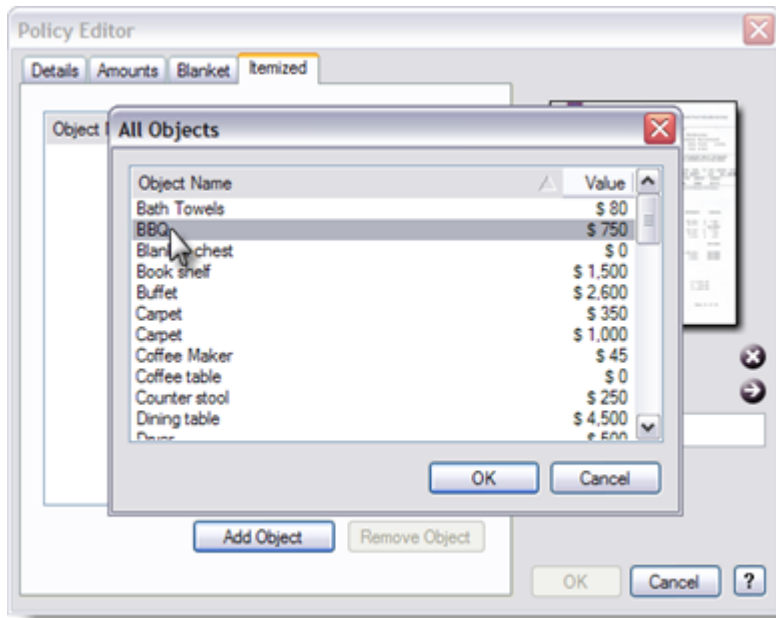 Policy Editor
Details Amounts Blanket Itemized
Object
All Objects
Object Name Value
Bath Towels $ 80
BBQ $ 750
chest $ 0
Book shelf $ 1,500
Buffet $ 2,600
Carpet $ 350
Carpet $ 1,000
Coffee Maker $ 45
Coffee table $ 0
Counter stool $ 250
Dining table $ 4,500
OK Cancel
Add Object Remove Object
OK Cancel ?